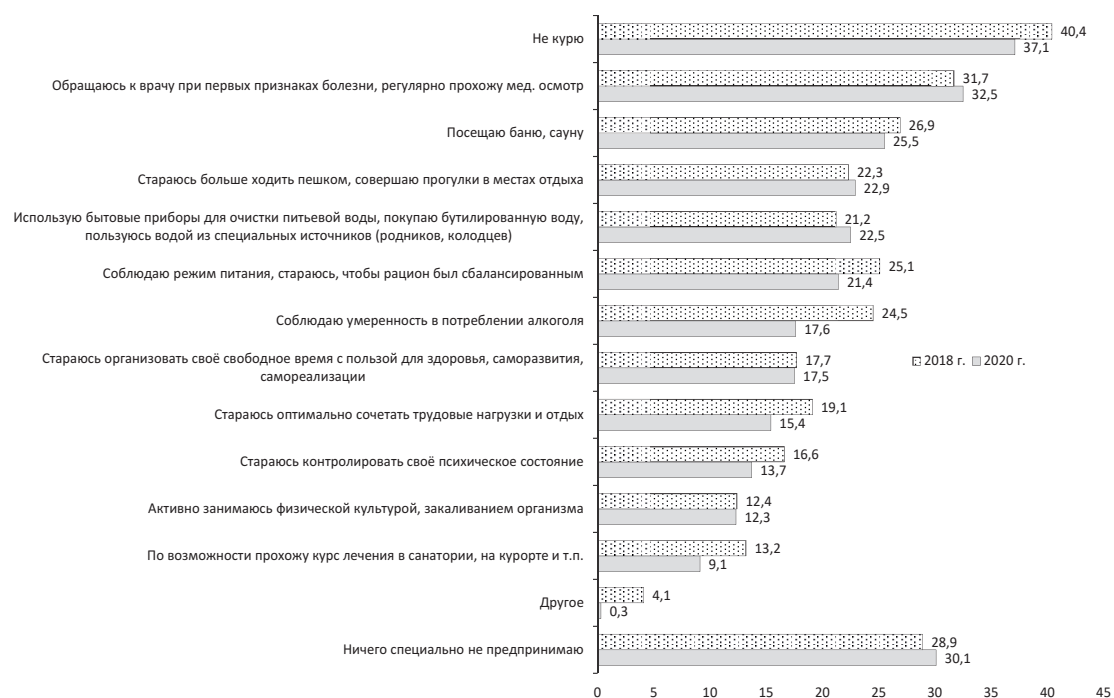 Не курю
40,4
37,1
Обращаюсь к врачу при первых признаках болезни, регулярно прохожу мед. осмотр
31,7
32,5
Посещаю баню, сауну
26,9
25,5
Стараюсь больше ходить пешком, совершаю прогулки в местах отдыха
22,3
22,9
Использую бытовые приборы для очистки питьевой воды, покупаю бутилированную воду,
пользуюсь водой из специальных источников (родников, колодцев)
21,2
22,5
Соблюдаю режим питания, стараюсь, чтобы рацион был сбалансированным
25,1
21,4
Соблюдаю умеренность в потреблении алкоголя
24,5
17,6
Стараюсь организовать своё свободное время с пользой для здоровья, саморазвития,
самореализации
17,7
17,5
2018 г. 2020 г.
Стараюсь оптимально сочетать трудовые нагрузки и отдых
19,1
15,4
Стараюсь контролировать своё психическое состояние
16,6
13,7
Активно занимаюсь физической культурой, закаливанием организма
12,4
12,3
По возможности прохожу курс лечения в санатории, на курорте и т.п.
13,2
9,1
Другое
4,1
0,3
Ничего специально не предпринимаю
28,9
30,1
0 5 10 15 20 25 30 35 40 45